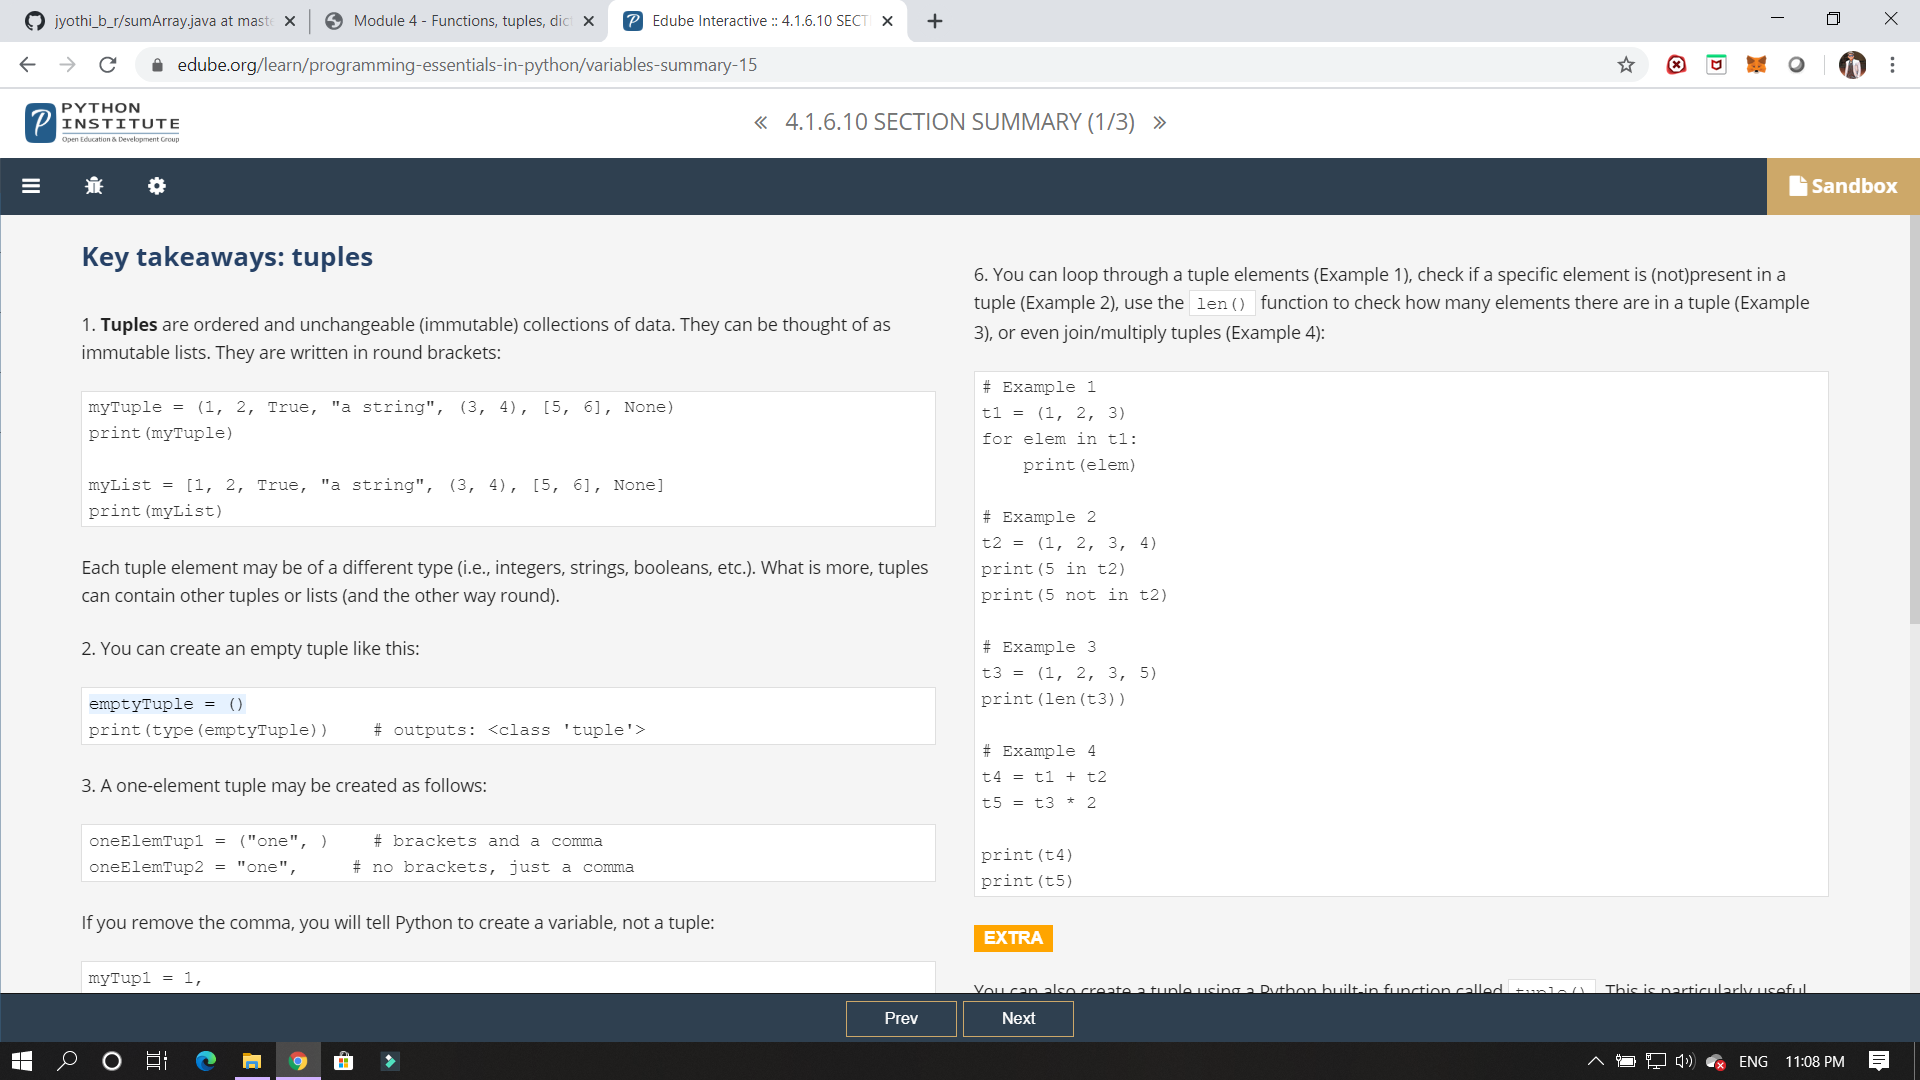 jyothi_b_r/sumArray.java at maste
Module 4 - Functions, tuples, dict
Edube Interactive :: 4.1.6.10 SECT
edube.org/learn/programming-essentials-in-python/variables-summary-15
PYTHON
INSTITUTE
Open Education & Development Group
« 4.1.6.10 SECTION SUMMARY (1/3) »
Sandbox
Key takeaways: tuples
1. Tuples are ordered and unchangeable (immutable) collections of data. They can be thought of as
immutable lists. They are written in round brackets:
myTuple = (1, 2, True, "a string", (3, 4), [5, 6], None)
print(myTuple)
myList = [1, 2, True, "a string", (3, 4), [5, 6], None]
print(myList)
Each tuple element may be of a different type (i.e., integers, strings, booleans, etc.). What is more, tuples
can contain other tuples or lists (and the other way round).
2. You can create an empty tuple like this:
emptyTuple = ()
print(type(emptyTuple))    # outputs: <class 'tuple'>
3. A one-element tuple may be created as follows:
oneElemTup1 = ("one", )    # brackets and a comma
oneElemTup2 = "one",     # no brackets, just a comma
If you remove the comma, you will tell Python to create a variable, not a tuple:
myTup1 = 1,
6. You can loop through a tuple elements (Example 1), check if a specific element is (not)present in a
tuple (Example 2), use the len() function to check how many elements there are in a tuple (Example
3), or even join/multiply tuples (Example 4):
# Example 1
t1 = (1, 2, 3)
for elem in t1:
    print(elem)
# Example 2
t2 = (1, 2, 3, 4)
print(5 in t2)
print(5 not in t2)
# Example 3
t3 = (1, 2, 3, 5)
print(len(t3))
# Example 4
t4 = t1 + t2
t5 = t3 * 2
print(t4)
print(t5)
EXTRA
You can also create a tuple using a Python built-in function called tuple(). This is particularly useful
Prev
Next
ENG
11:08 PM